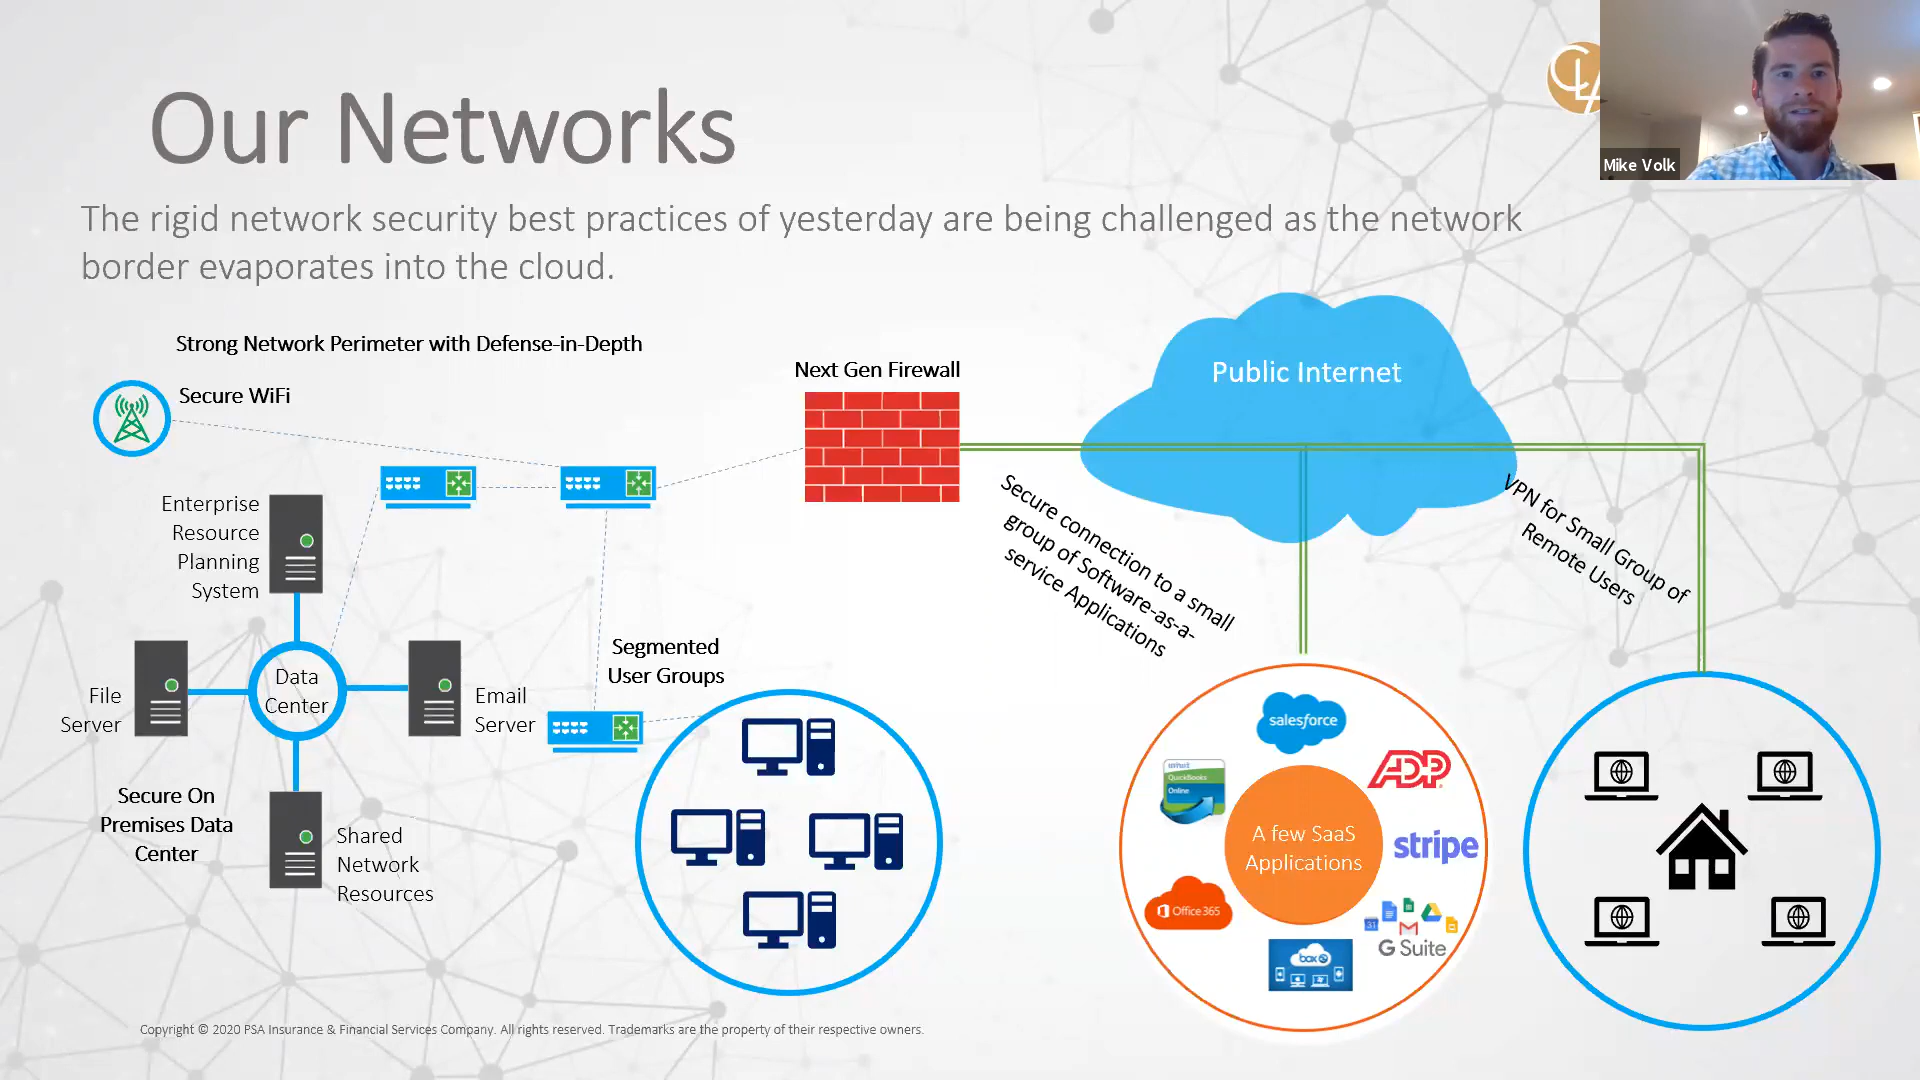 Our Networks
CLA
Mike Volk
The rigid network security best practices of yesterday are being challenged as the network
border evaporates into the cloud.
Strong Network Perimeter with Defense-in-Depth
Secure WiFi
Next Gen Firewall
Public Internet
Enterprise
Resource
Planning
System
File
Server
Data
Center
Email
Server
Segmented
User Groups
Secure On
Premises Data
Center
Shared
Network
Resources
Secure connection to a small
group of Software-as-a-
service Applications
VPN for Small Group of
Remote Users
salesforce
QuickBooks
Online
ADP
A few SaaS
Applications
stripe
Office 365
31
G Suite
box
Copyright © 2020 PSA Insurance & Financial Services Company. All rights reserved. Trademarks are the property of their respective owners.